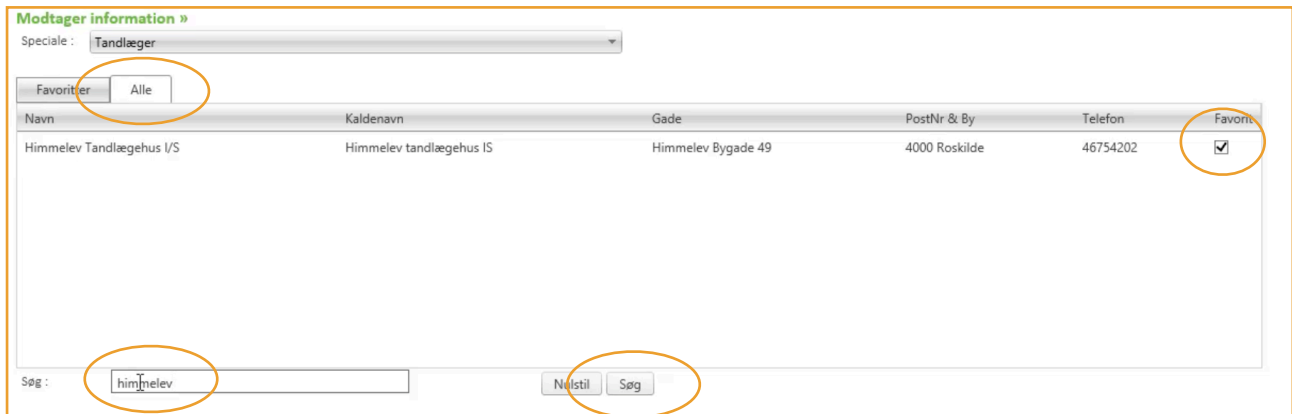 Modtager information »
Speciale : Tandlæger
Favoritter Alle
Navn Kaldenavn Gade PostNr & By Telefon Favorit
Himmelev Tandlægehus I/S Himmelev tandlægehus IS Himmelev Bygade 49 4000 Roskilde 46754202
Søg : himmelev Nulstil Søg